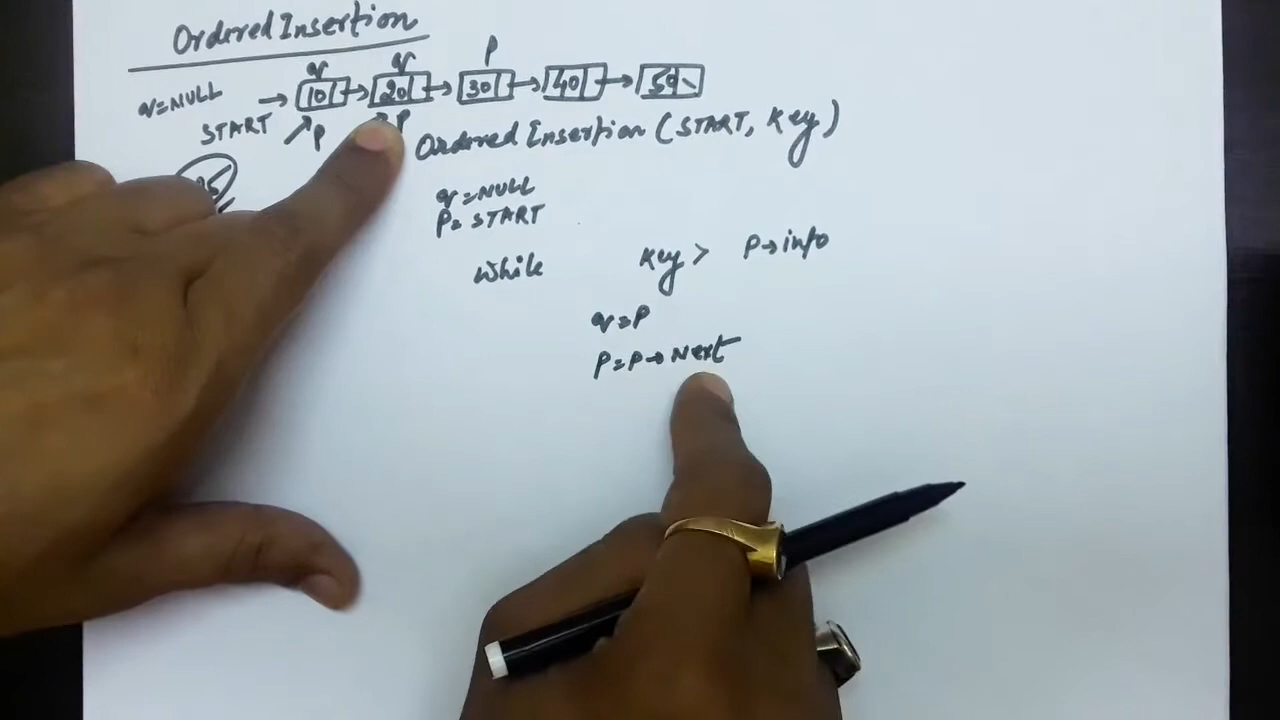 Ordered Insertion
q q P
q=NULL 10 20 30 40 50
START P P
Ordered Insertion (START, Key)
q=NULL
P= START
While Key > P→info
q=P
P=P→Next